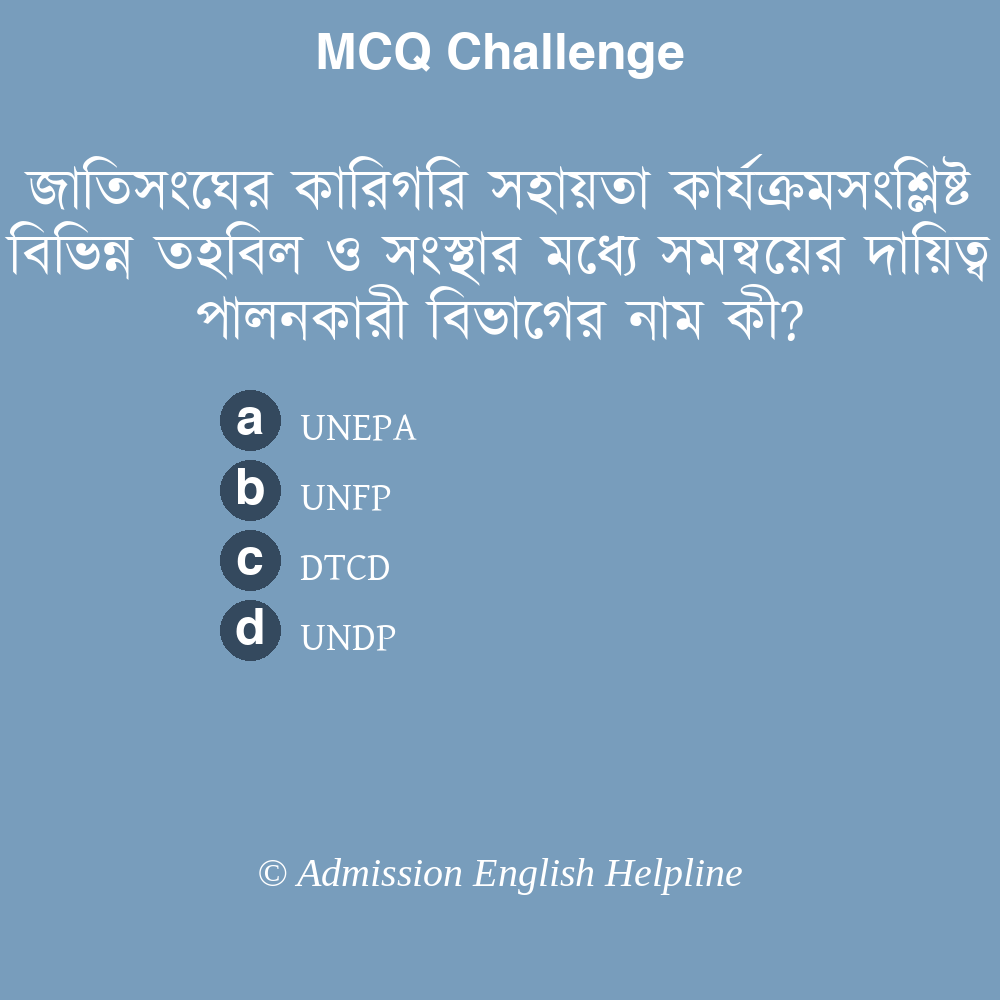 MCQ Challenge
জাতিসংঘের কারিগরি সহায়তা কার্যক্রমসংশ্লিষ্ট
বিভিন্ন তহবিল ও সংস্থার মধ্যে সমন্বয়ের দায়িত্ব
পালনকারী বিভাগের নাম কী?
a UNEPA
b UNFP
c DTCD
d UNDP
© Admission English Helpline